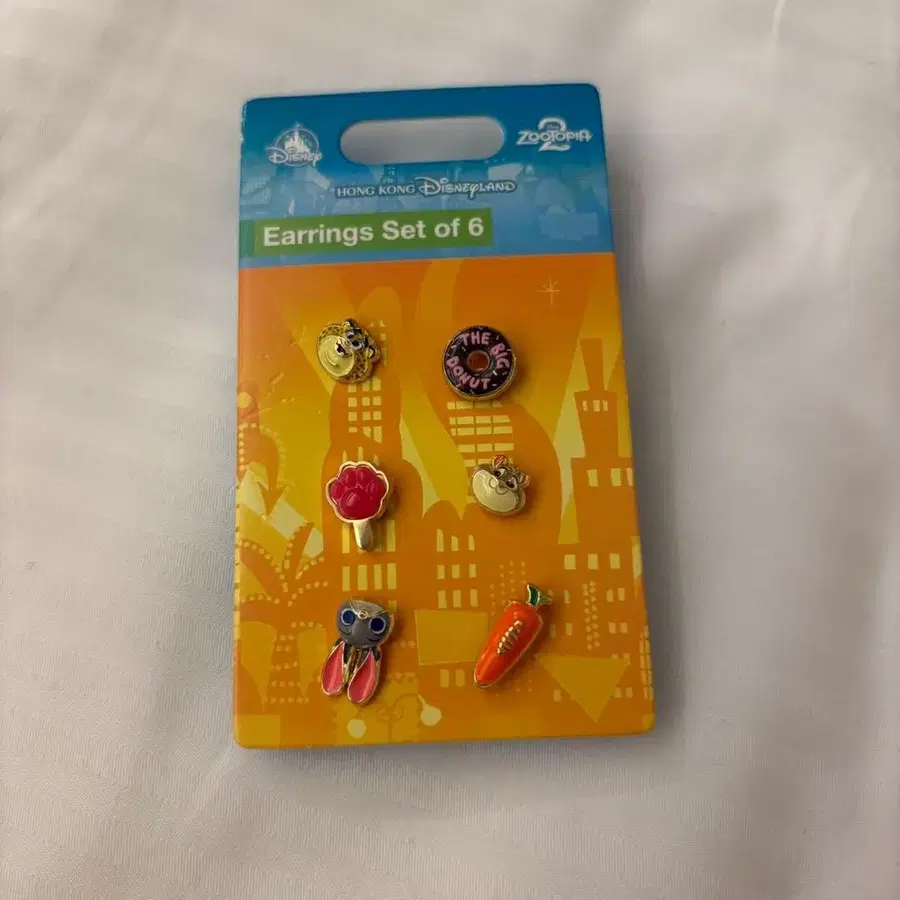 Disney
ZOOTOPIA
2
HONG KONG Disneyland
Earrings Set of 6
THE BIG
DONUT